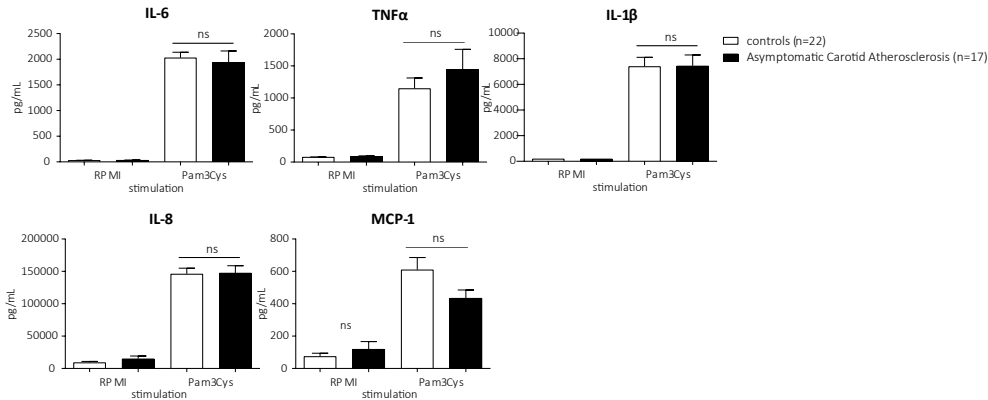 IL-6
2500
2000
1500
1000
500
0
pg/mL
ns
RP MI
Pam3Cys
stimulation
TNFα
2000
1500
1000
500
0
pg/mL
ns
RP MI
Pam3Cys
stimulation
IL-1β
10000
8000
6000
4000
2000
0
pg/mL
ns
RP MI
Pam3Cys
stimulation
controls (n=22)
Asymptomatic Carotid Atherosclerosis (n=17)
IL-8
200000
150000
100000
50000
0
pg/mL
ns
RP MI
Pam3Cys
stimulation
MCP-1
800
600
400
200
0
pg/mL
ns
ns
RP MI
Pam3Cys
stimulation